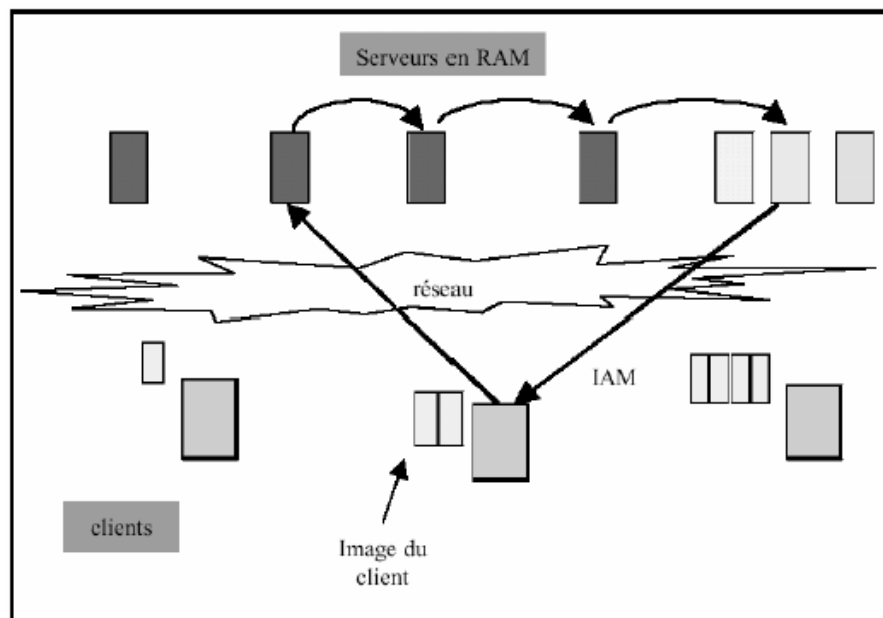 Serveurs en RAM
réseau
IAM
clients
Image du
client